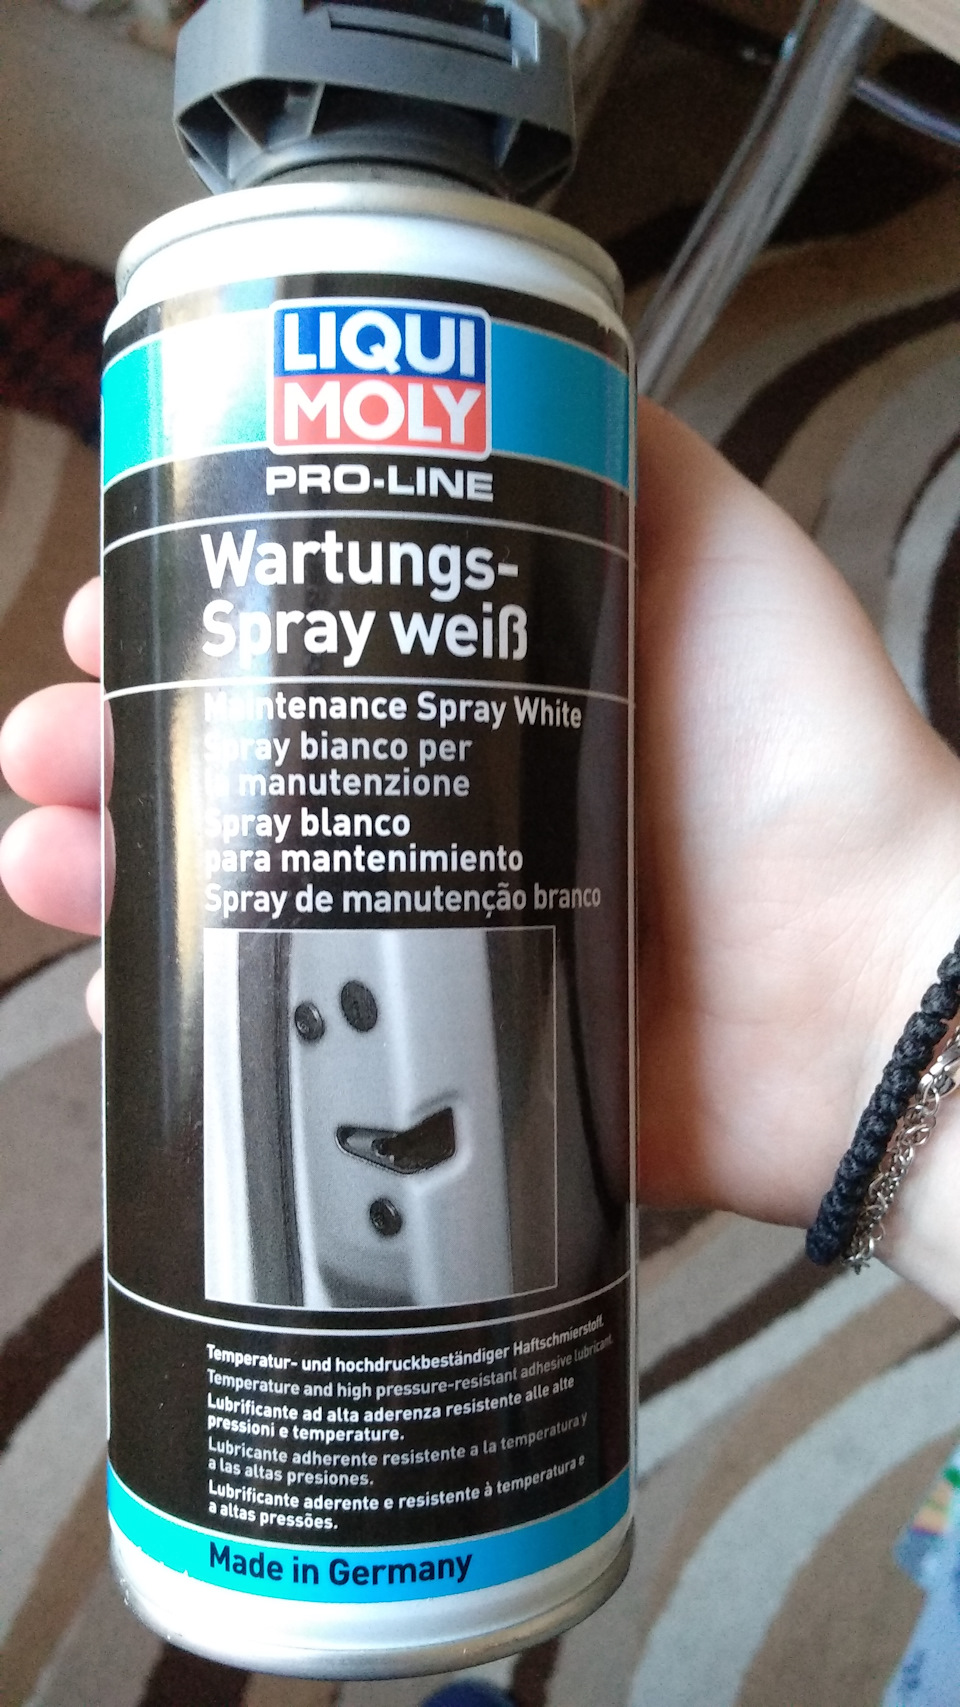 LIQUI
MOLY
PRO-LINE
Wartungs-
Spray weiß
Maintenance Spray White
Spray bianco per
la manutenzione
Spray blanco
para mantenimiento
Spray de manutenção branco
Temperatur- und hochdruckbeständiger Haftschmierstoff.
Temperature and high pressure-resistant adhesive lubricant.
Lubrificante ad alta aderenza resistente alle alte
pressioni e temperature.
Lubricante adherente resistente a la temperatura y
a las altas presiones.
Lubrificante aderente e resistente à temperatura e
a altas pressões.
Made in Germany